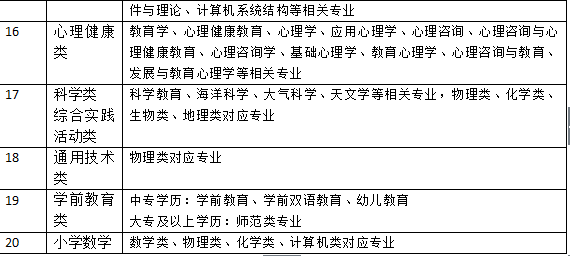 件与理论、计算机系统结构等相关专业
16 心理健康类 教育学、心理健康教育、心理学、应用心理学、心理咨询、心理咨询与心
理健康教育、心理咨询学、基础心理学、教育心理学、心理咨询与教育、
发展与教育心理学等相关专业
17 科学类 科学教育、海洋科学、大气科学、天文学等相关专业，物理类、化学类、
综合实践 生物类、地理类对应专业
活动类
18 通用技术类 物理类对应专业
19 学前教育类 中专学历：学前教育、学前双语教育、幼儿教育
大专及以上学历：师范类专业
20 小学数学 数学类、物理类、化学类、计算机类对应专业